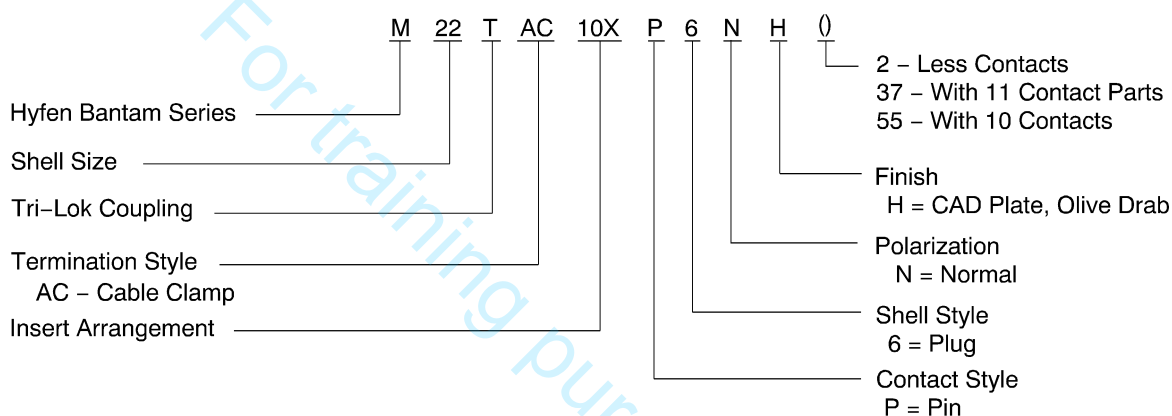 M 22 T AC 10X P 6 N H ()
2 – Less Contacts
37 – With 11 Contact Parts
55 – With 10 Contacts
Hyfen Bantam Series
Shell Size
Tri–Lok Coupling
Termination Style
AC – Cable Clamp
Insert Arrangement
Finish
H = CAD Plate, Olive Drab
Polarization
N = Normal
Shell Style
6 = Plug
Contact Style
P = Pin
For training pur